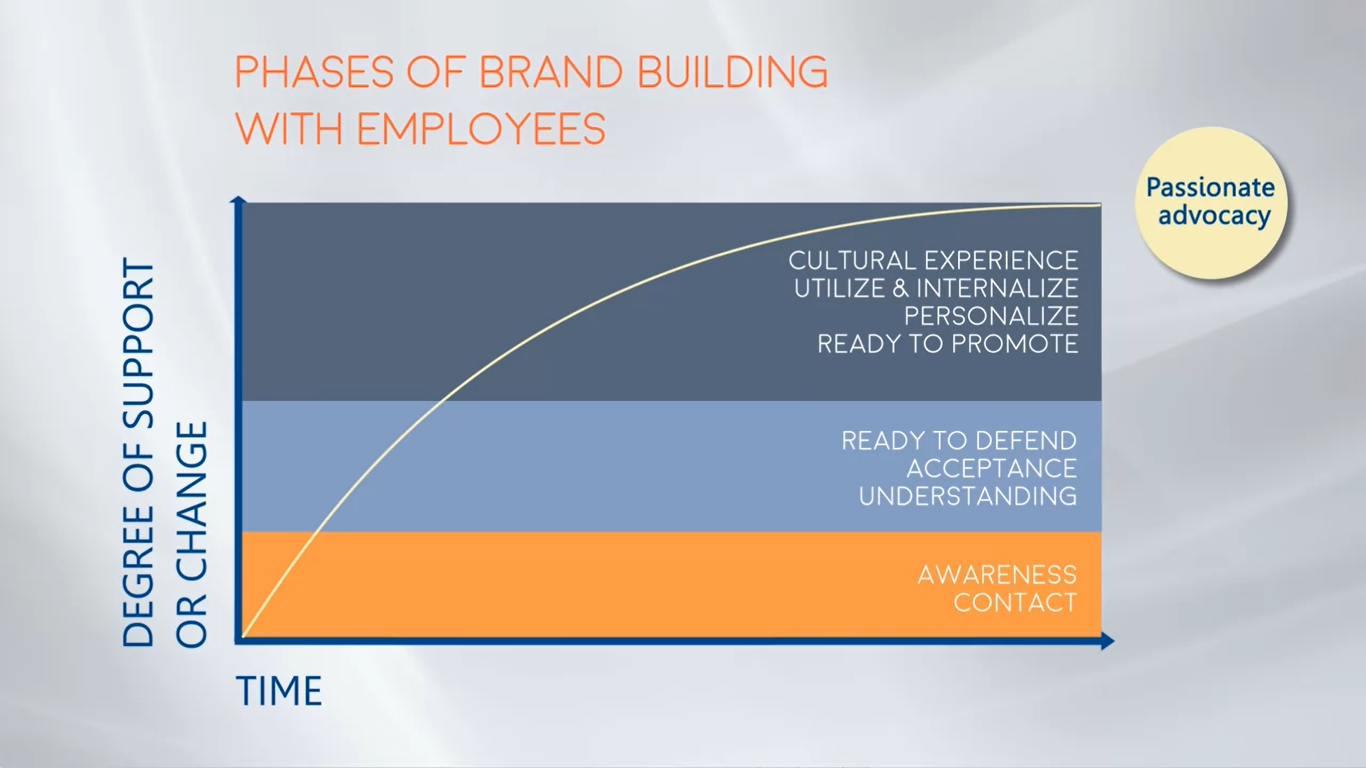 PHASES OF BRAND BUILDING
WITH EMPLOYEES
Passionate
advocacy
DEGREE OF SUPPORT
OR CHANGE
CULTURAL EXPERIENCE
UTILIZE & INTERNALIZE
PERSONALIZE
READY TO PROMOTE
READY TO DEFEND
ACCEPTANCE
UNDERSTANDING
AWARENESS
CONTACT
TIME